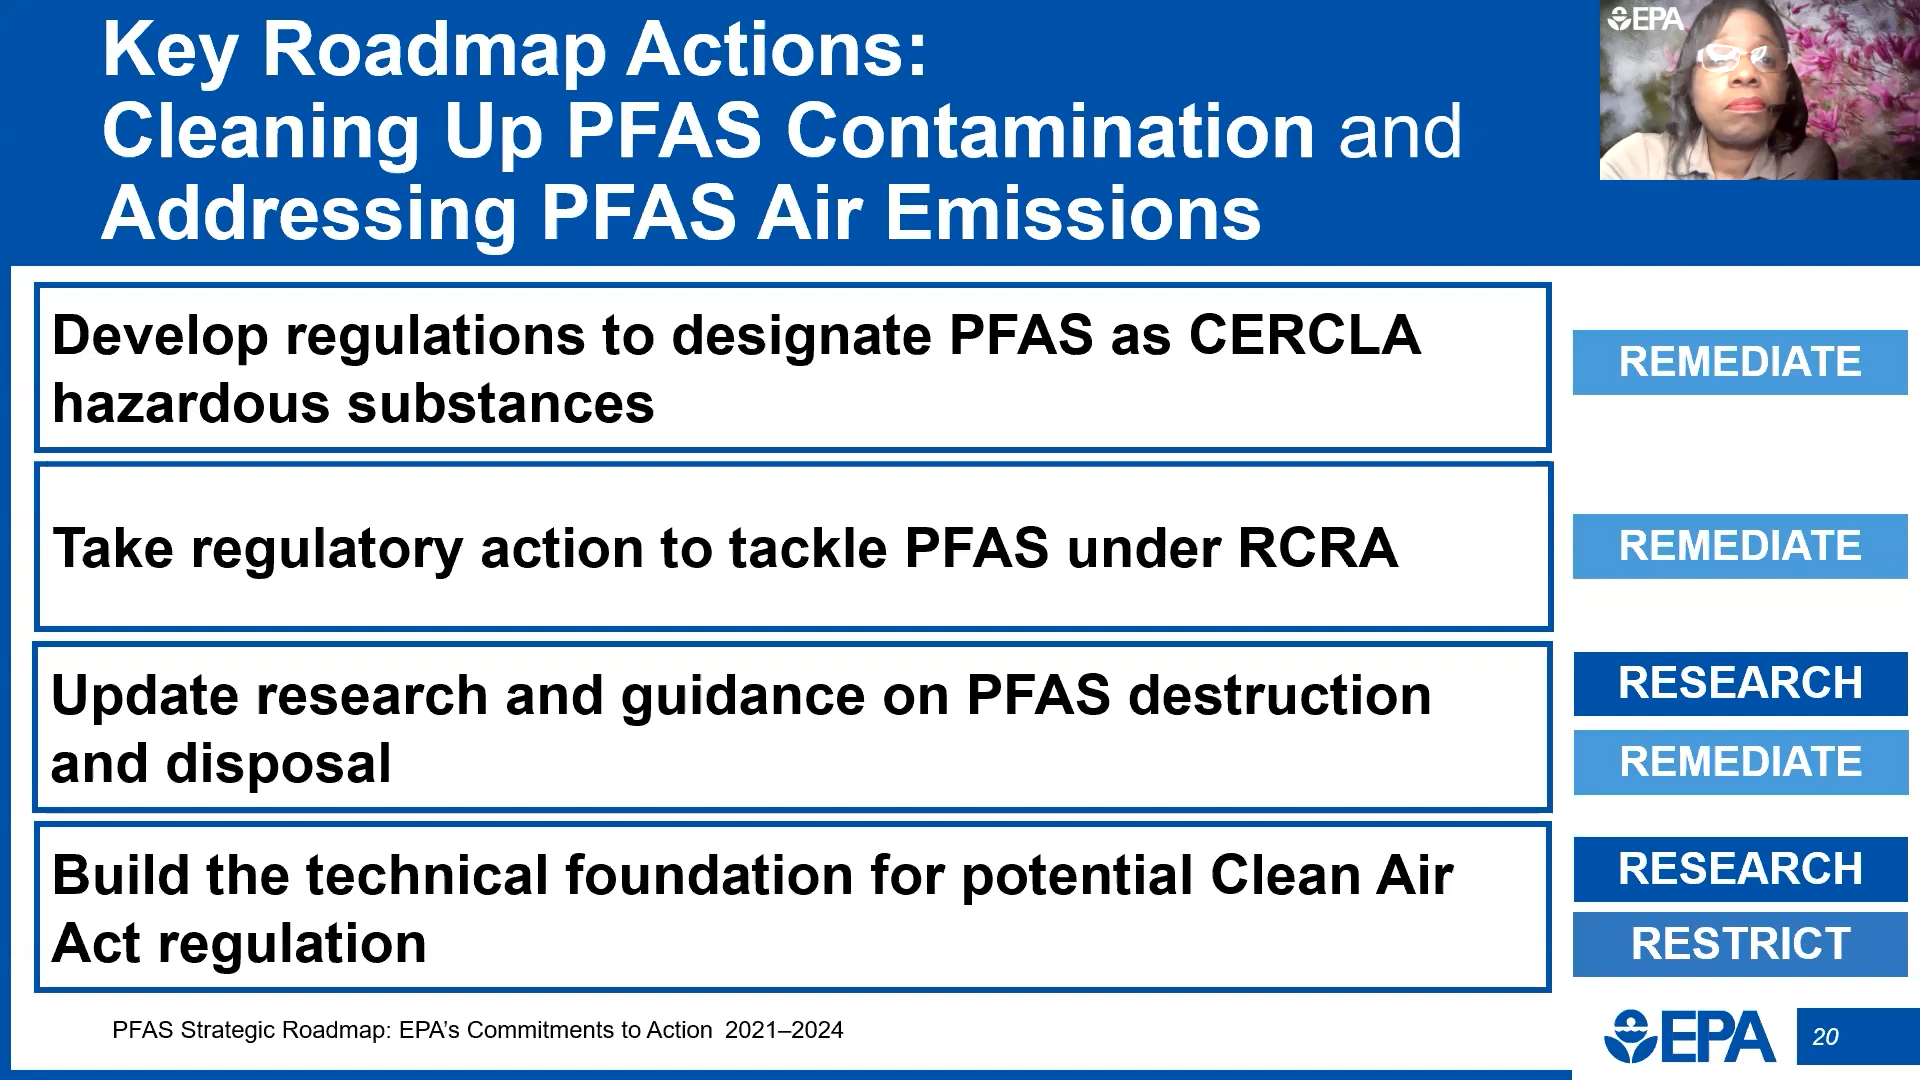 Key Roadmap Actions:
Cleaning Up PFAS Contamination and
Addressing PFAS Air Emissions
EPA
Develop regulations to designate PFAS as CERCLA
hazardous substances
REMEDIATE
Take regulatory action to tackle PFAS under RCRA
REMEDIATE
Update research and guidance on PFAS destruction
and disposal
RESEARCH
REMEDIATE
Build the technical foundation for potential Clean Air
Act regulation
RESEARCH
RESTRICT
PFAS Strategic Roadmap: EPA’s Commitments to Action 2021–2024
EPA
20